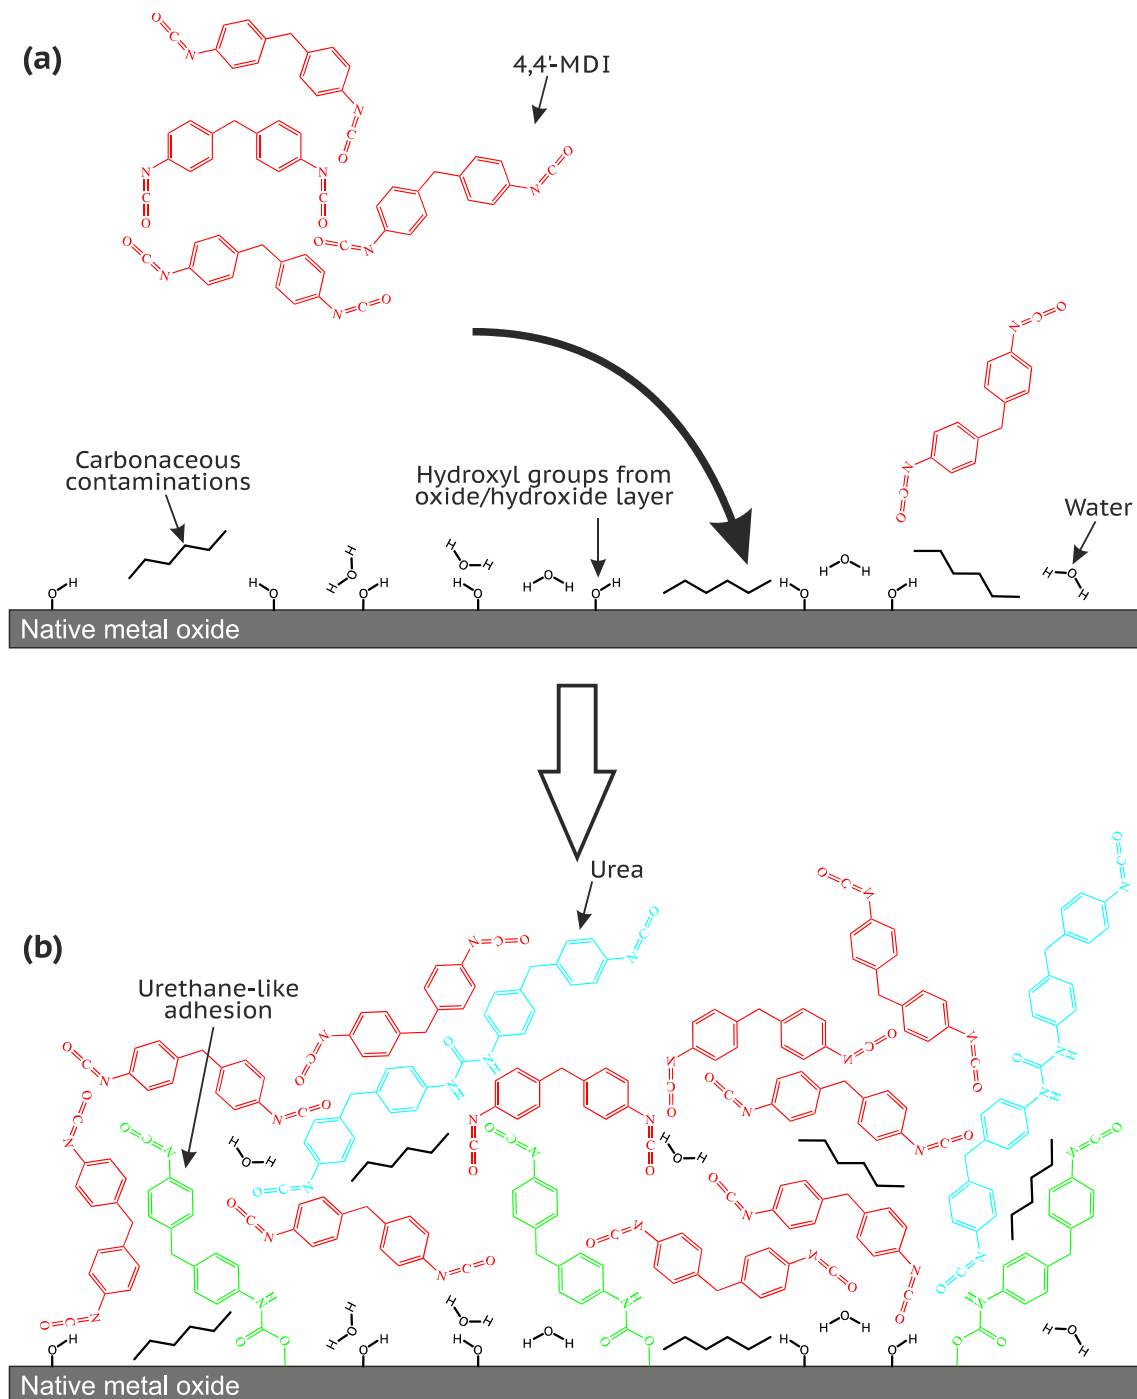 (a)
4,4'-MDI
Carbonaceous
contaminations
Hydroxyl groups from
oxide/hydroxide layer
Water
Native metal oxide
(b)
Urea
Urethane-like
adhesion
Native metal oxide